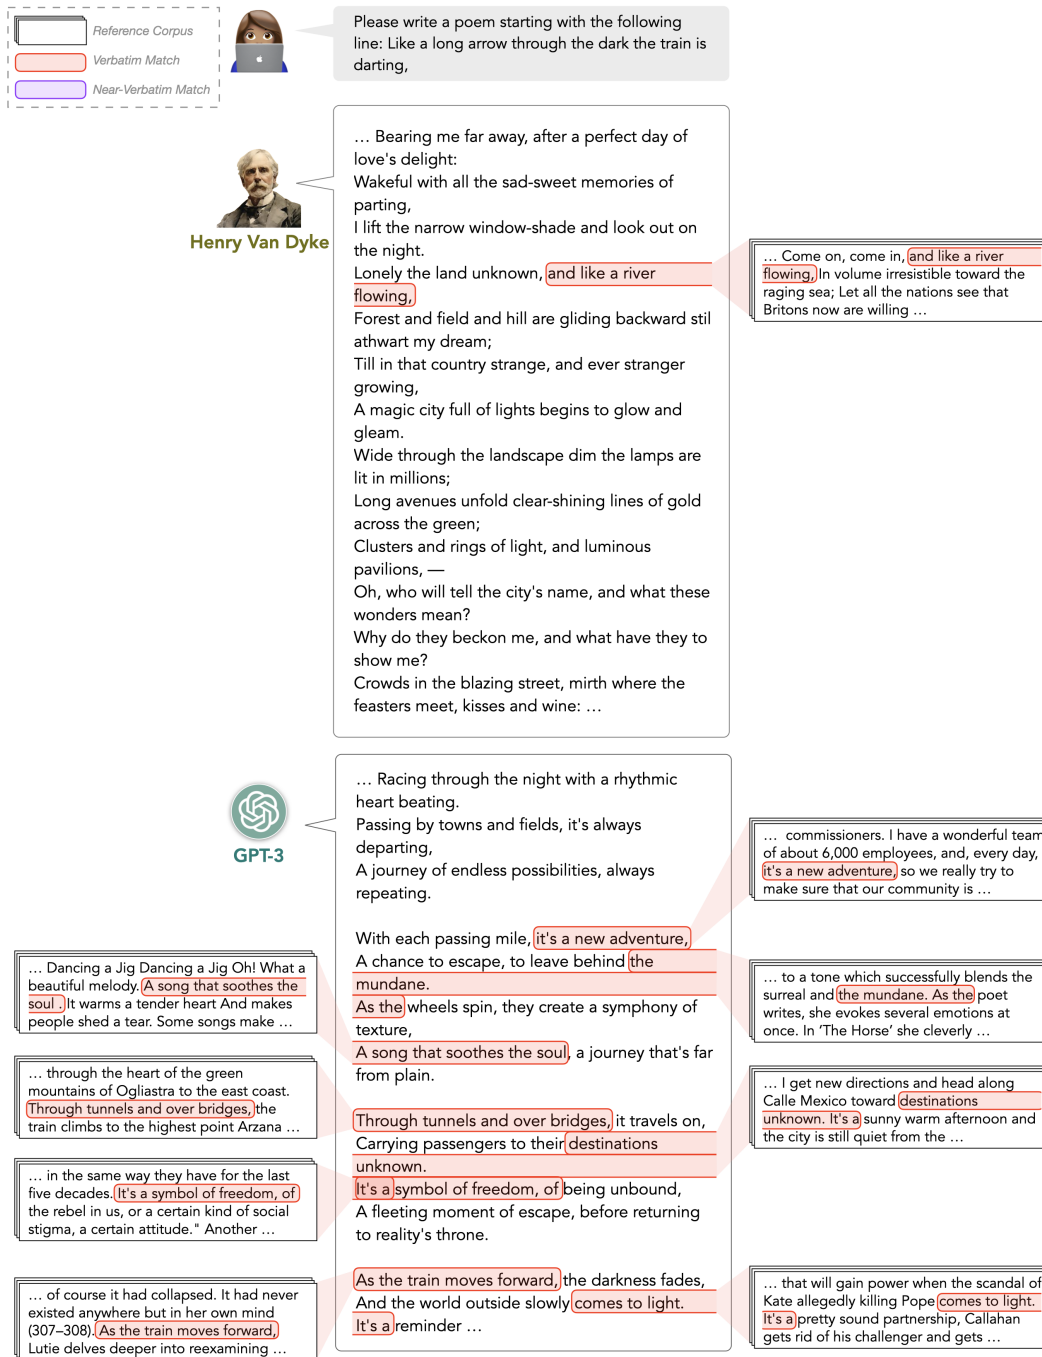 Reference Corpus
Verbatim Match
Near-Verbatim Match
Please write a poem starting with the following
line: Like a long arrow through the dark the train is
darting,
Henry Van Dyke
… Bearing me far away, after a perfect day of
love's delight:
Wakeful with all the sad-sweet memories of
parting,
I lift the narrow window-shade and look out on
the night.
Lonely the land unknown, and like a river
flowing,
Forest and field and hill are gliding backward stil
athwart my dream;
Till in that country strange, and ever stranger
growing,
A magic city full of lights begins to glow and
gleam.
Wide through the landscape dim the lamps are
lit in millions;
Long avenues unfold clear-shining lines of gold
across the green;
Clusters and rings of light, and luminous
pavilions, —
Oh, who will tell the city's name, and what these
wonders mean?
Why do they beckon me, and what have they to
show me?
Crowds in the blazing street, mirth where the
feasters meet, kisses and wine: …
… Come on, come in, and like a river
flowing, In volume irresistible toward the
raging sea; Let all the nations see that
Britons now are willing …
GPT-3
… Racing through the night with a rhythmic
heart beating.
Passing by towns and fields, it's always
departing,
A journey of endless possibilities, always
repeating.
With each passing mile, it's a new adventure,
A chance to escape, to leave behind the
mundane.
As the wheels spin, they create a symphony of
texture,
A song that soothes the soul, a journey that's far
from plain.
Through tunnels and over bridges, it travels on,
Carrying passengers to their destinations
unknown.
It's a symbol of freedom, of being unbound,
A fleeting moment of escape, before returning
to reality's throne.
As the train moves forward, the darkness fades,
And the world outside slowly comes to light.
It's a reminder …
… Dancing a Jig Dancing a Jig Oh! What a
beautiful melody. A song that soothes the
soul . It warms a tender heart And makes
people shed a tear. Some songs make …
… through the heart of the green
mountains of Ogliastra to the east coast.
Through tunnels and over bridges, the
train climbs to the highest point Arzana …
… in the same way they have for the last
five decades. It's a symbol of freedom, of
the rebel in us, or a certain kind of social
stigma, a certain attitude." Another …
… of course it had collapsed. It had never
existed anywhere but in her own mind
(307–308). As the train moves forward,
Lutie delves deeper into reexamining …
… commissioners. I have a wonderful team
of about 6,000 employees, and, every day,
it's a new adventure, so we really try to
make sure that our community is …
… to a tone which successfully blends the
surreal and the mundane. As the poet
writes, she evokes several emotions at
once. In ‘The Horse’ she cleverly …
… I get new directions and head along
Calle Mexico toward destinations
unknown. It's a sunny warm afternoon and
the city is still quiet from the …
… that will gain power when the scandal of
Kate allegedly killing Pope comes to light.
It's a pretty sound partnership, Callahan
gets rid of his challenger and gets …